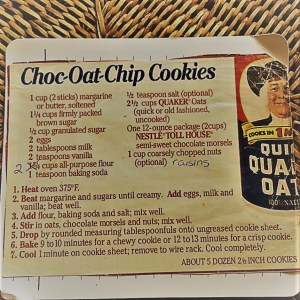 Choc-Oat-Chip Cookies
1 cup (2 sticks) margarine
or butter, softened
1¼ cups firmly packed
brown sugar
½ cup granulated sugar
2 eggs
2 tablespoons milk
2 teaspoons vanilla
2 cups all-purpose flour
1 teaspoon baking soda
½ teaspoon salt (optional)
2½ cups QUAKER® Oats
(quick or old fashioned,
uncooked)
One 12-ounce package (2 cups)
NESTLÉ® TOLL HOUSE®
semi-sweet chocolate morsels
1 cup coarsely chopped nuts
(optional) raisins
1. Heat oven 375°F.
2. Beat margarine and sugars until creamy. Add eggs, milk and
vanilla; beat well.
3. Add flour, baking soda and salt; mix well.
4. Stir in oats, chocolate morsels and nuts; mix well.
5. Drop by rounded measuring tablespoonfuls onto ungreased cookie sheet.
6. Bake 9 to 10 minutes for a chewy cookie or 12 to 13 minutes for a crisp cookie.
7. Cool 1 minute on cookie sheet; remove to wire rack. Cool completely.
ABOUT 5 DOZEN 2½ INCH COOKIES
COOKS IN 1
QUI
QUA
OAT
100% NAT